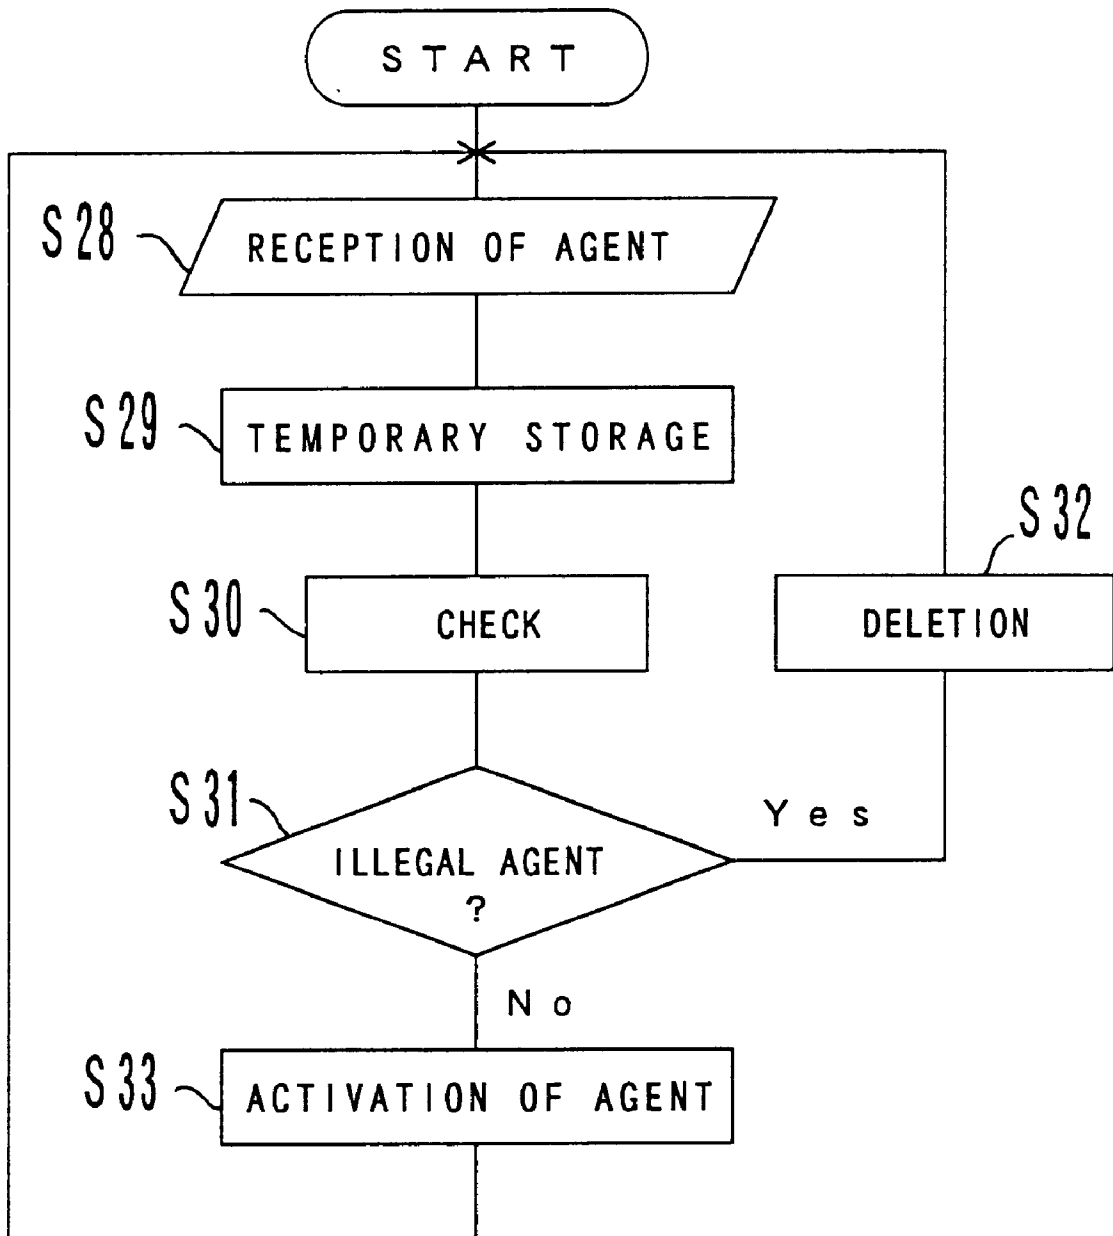 START
S28
RECEPTION OF AGENT
S29
TEMPORARY STORAGE
S32
S30
CHECK
DELETION
S31
Yes
ILLEGAL AGENT
?
No
S33
ACTIVATION OF AGENT